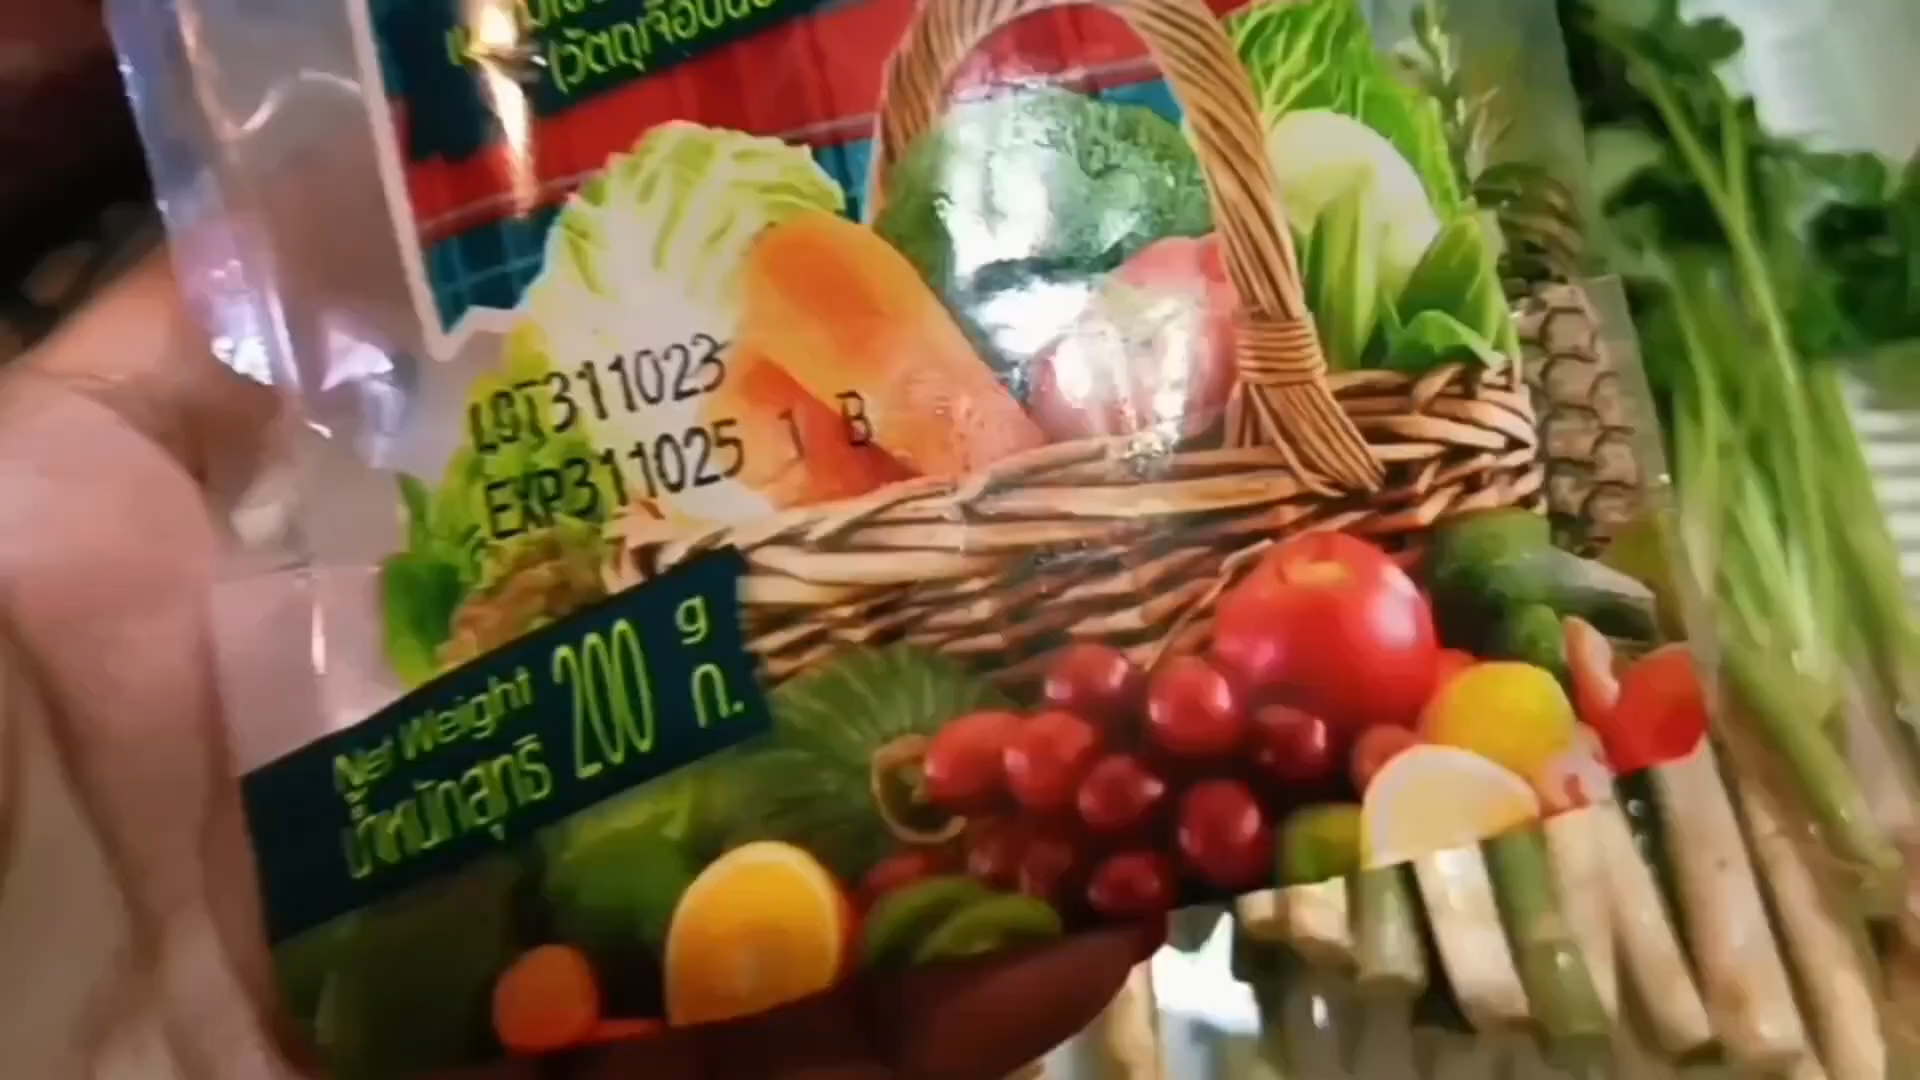 (วัตถุเจือปน
LOT311023
EXP311025 1 B
Net Weight 200 g
น้ำหนักสุทธิ ก.